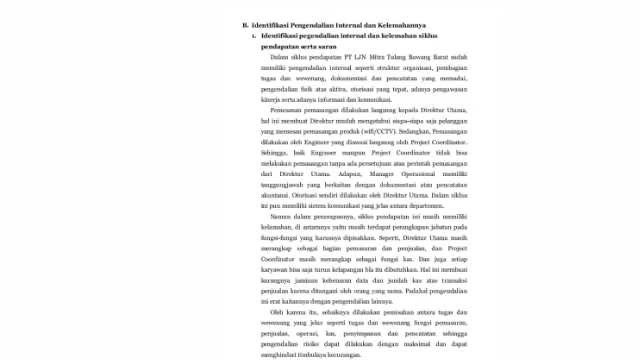 B. Identifikasi Pengendalian Internal dan Kelemahannya
1. Identifikasi pegendalian internal dan kelemahan siklus
pendapatan serta saran
Dalam siklus pendapatan PT LJN Mitra Tulang Bawang Barat sudah
memiliki pengendalian internal seperti struktur organisasi, pembagian
tugas dan wewenang, dokumentasi dan pencatatan yang memadai,
pengendalian fisik atas aktiva, otorisasi yang tepat, adanya pengawasan
kinerja serta adanya informasi dan komunikasi.
Pemesanan pemasangan dilakukan langsung kepada Direktur Utama,
hal ini membuat Direktur mudah mengetahui siapa-siapa saja pelanggan
yang memesan pemasangan produk (wifi/CCTV). Sedangkan, Pemasangan
dilakukan oleh Engineer yang diawasi langsung oleh Project Coordinator.
Sehingga, baik Engineer maupun Project Coordinator tidak bisa
melakukan pemasangan tanpa ada persetujuan atau perintah pemasangan
dari Direktur Utama. Adapun, Manager Operasional memiliki
tanggungjawab yang berkaitan dengan dokumentasi atau pencatatan
akuntansi. Otorisasi sendiri dilakukan oleh Direktur Utama. Dalam siklus
ini pun memiliki sistem komunikasi yang jelas antara departemen.
Namun dalam penerapannya, siklus pendapatan ini masih memiliki
kelamahan, di antaranya yaitu masih terdapat perangkapan jabatan pada
fungsi-fungsi yang harusnya dipisahkan. Seperti, Direktur Utama masih
merangkap sebagai bagian pemasaran dan penjualan, dan Project
Coordinator masih merangkap sebagai fungsi kas. Dan juga setiap
karyawan bisa saja turun kelapangan bila itu dibutuhkan. Hal ini membuat
kurangnya jaminan kebenaran data dan jumlah kas atas transaksi
penjualan karena ditangani oleh orang yang sama. Padahal pengendalian
ini erat kaitannya dengan pengendalian lainnya.
Oleh karena itu, sebaiknya dilakukan pemisahan antara tugas dan
wewenang yang jelas seperti tugas dan wewenang fungsi pemasaran,
penjualan, operasi, kas, penyimpanan dan pencatatan sehingga
pengendalian risiko dapat dilakukan dengan maksimal dan dapat
menghindari timbulnya kecurangan.